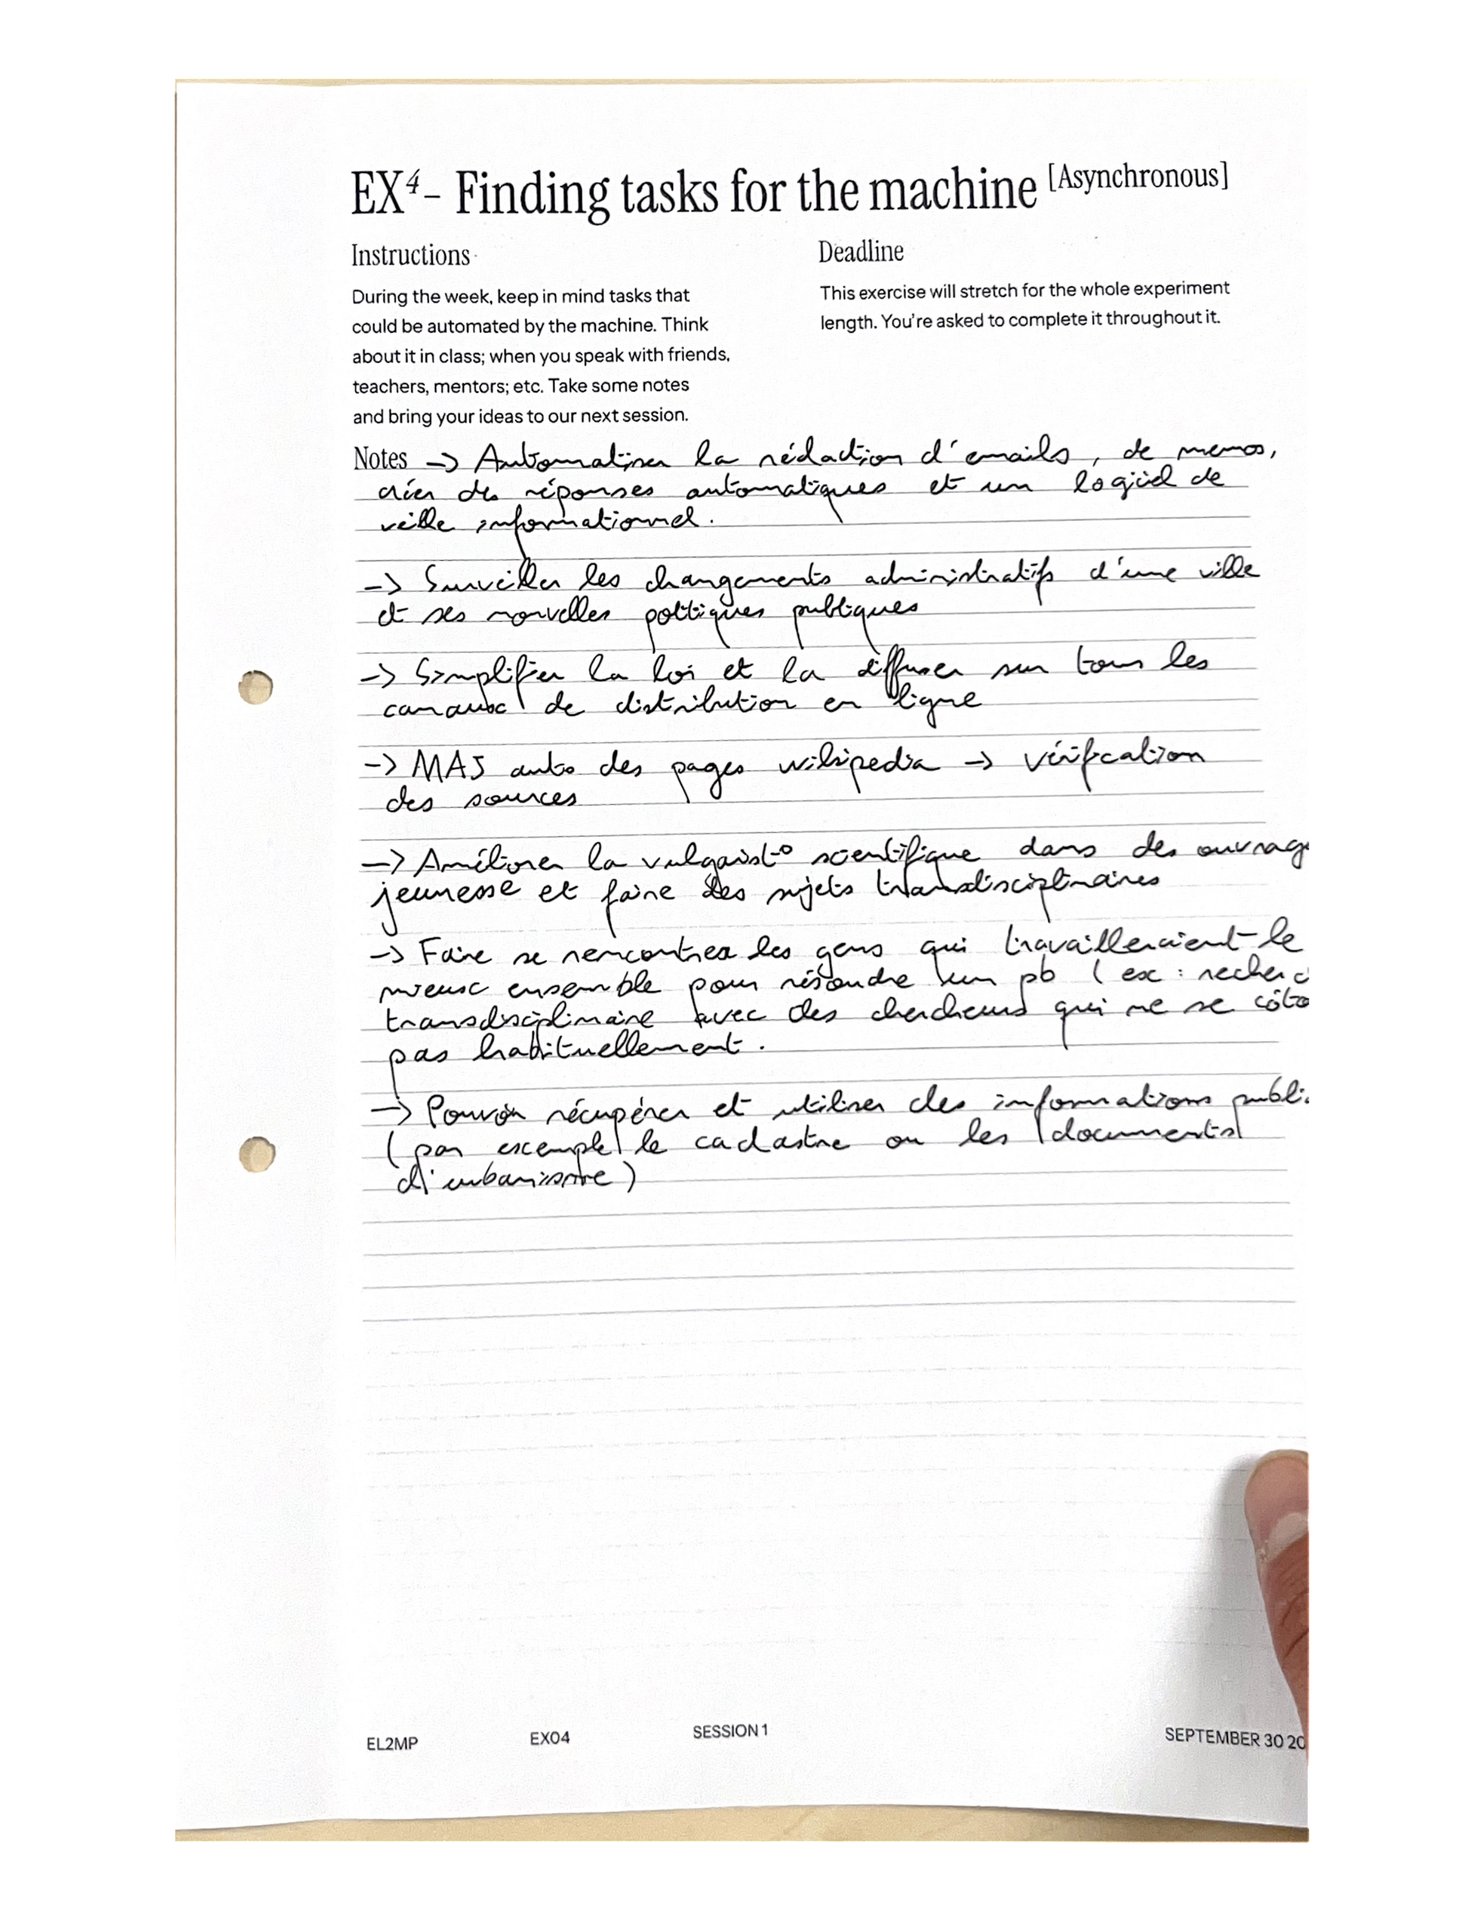 EX⁴– Finding tasks for the machine [Asynchronous]
Instructions
During the week, keep in mind tasks that
could be automated by the machine. Think
about it in class; when you speak with friends,
teachers, mentors; etc. Take some notes
and bring your ideas to our next session.
Deadline
This exercise will stretch for the whole experiment
length. You're asked to complete it throughout it.
Notes -> Automatiser la rédaction d'emails, de memos,
créer des réponses automatiques et un logiciel de
veille informationnel.
-> Surveiller les changements administratifs d'une ville
et ses nouvelles politiques publiques
-> Simplifier la loi et la diffuser sur tous les
canaux de distribution en ligne
-> MAJ auto des pages wikipedia -> vérification
des sources
-> Améliorer la vulgarisat° scientifique dans des ouvrag
jeunesse et faire des sujets transdisciplinaires
-> Faire se rencontrer les gens qui travailleraient le
mieux ensemble pour résoudre un pb (ex : recherc
transdisciplinaire avec des chercheurs qui ne se côto
pas habituellement.
-> Pouvoir récupérer et utiliser des informations publi
(par exemple le cadastre ou les documents
d'urbanisme)
EL2MP EX04 SESSION 1 SEPTEMBER 30 20